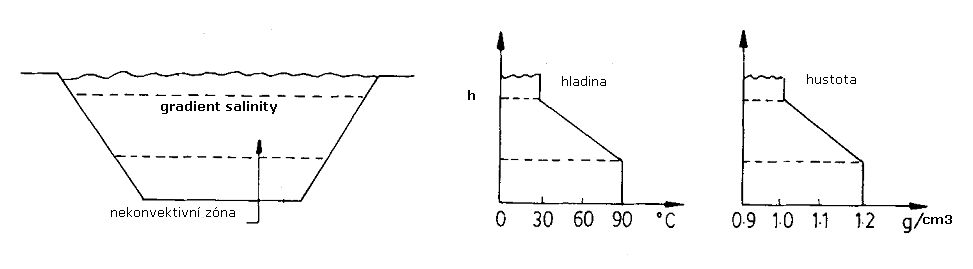 gradient salinity
nekonvektivní zóna
h
hladina
0 30 60 90 °C
hustota
0.9 1.0 1.1 1.2 g/cm3